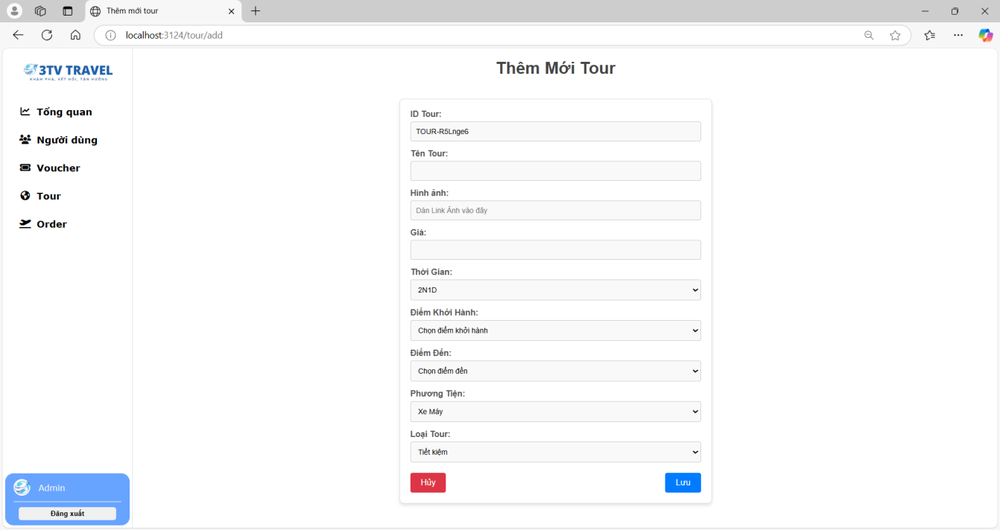 Thêm mới tour
localhost:3124/tour/add
3TV TRAVEL
KHÁM PHÁ, KẾT NỐI, TẬN HƯỞNG
Tổng quan
Người dùng
Voucher
Tour
Order
Admin
Đăng xuất
Thêm Mới Tour
ID Tour:
TOUR-R5Lnge6
Tên Tour:
Hình ảnh:
Dán Link Ảnh vào đây
Giá:
Thời Gian:
2N1D
Điểm Khởi Hành:
Chọn điểm khởi hành
Điểm Đến:
Chọn điểm đến
Phương Tiện:
Xe Máy
Loại Tour:
Tiết kiệm
Hủy
Lưu